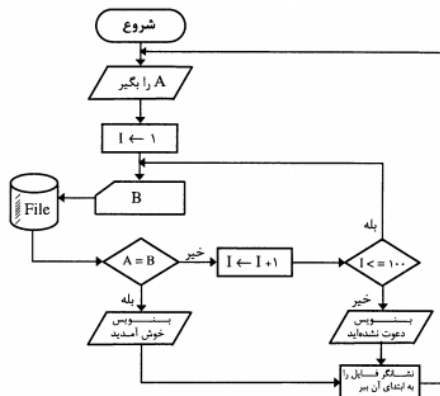 شروع
A را بگیر
I ← ۱
B
File
A = B
خیر
I ← I +۱
I < = ۱۰۰
بله
بله
خیر
بنویس
خوش آمدید
بنویس
دعوت نشده‌اید
نشانگر فایل را
به ابتدای آن ببر